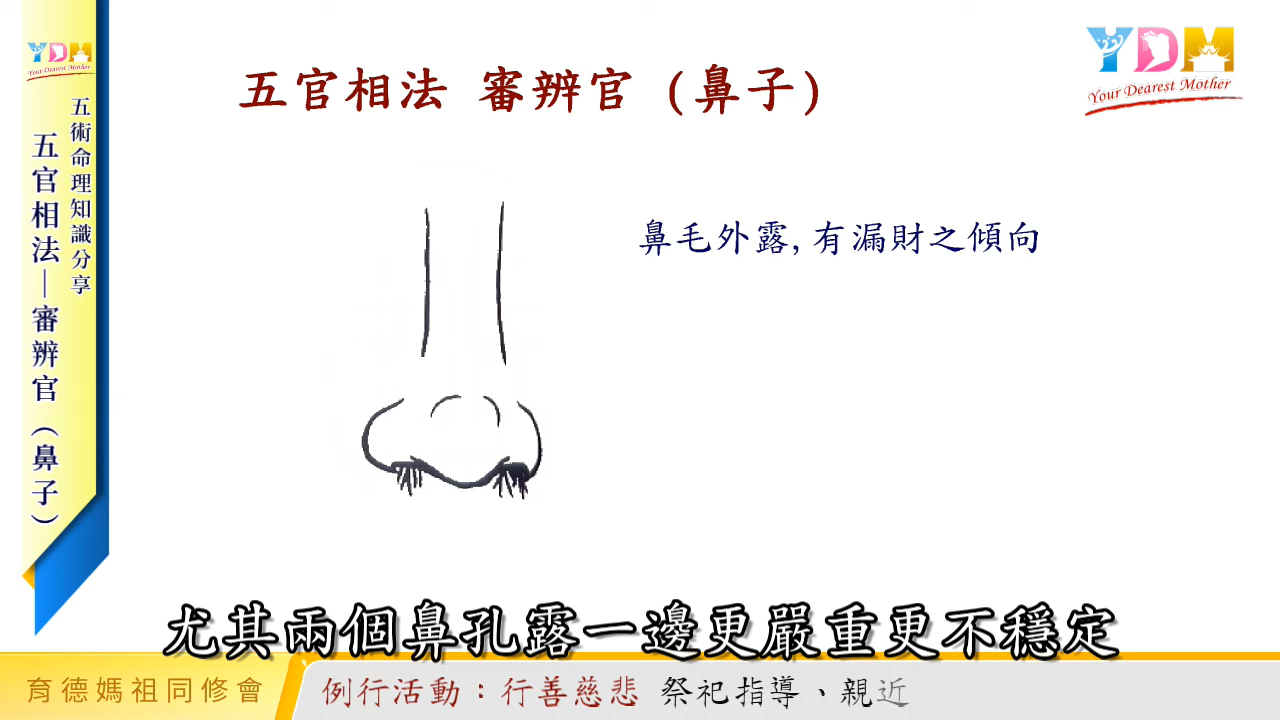 YDM
Your Dearest Mother
五術命理知識分享
五官相法—審辨官（鼻子）
五官相法 審辨官（鼻子）
YDM
Your Dearest Mother
鼻毛外露,有漏財之傾向
尤其兩個鼻孔露一邊更嚴重更不穩定
育德媽祖同修會
例行活動：行善慈悲 祭祀指導、親近